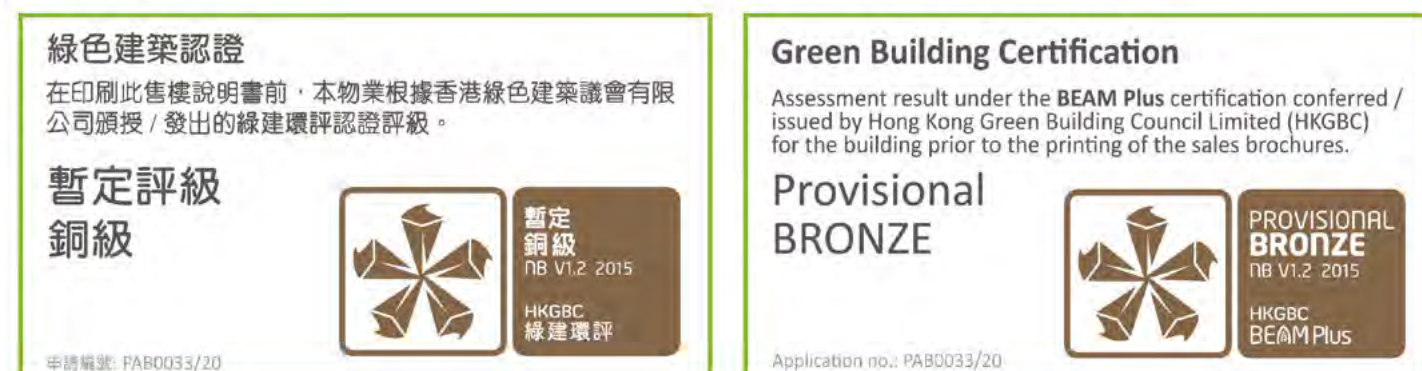 綠色建築認證
在印刷此售樓說明書前，本物業根據香港綠色建築議會有限
公司頒授 / 發出的綠建環評認證評級。
暫定評級
銅級
暫定
銅級
NB V1.2 2015
HKGBC
綠建環評
申請編號: PAB0033/20
Green Building Certification
Assessment result under the BEAM Plus certification conferred /
issued by Hong Kong Green Building Council Limited (HKGBC)
for the building prior to the printing of the sales brochures.
Provisional
BRONZE
PROVISIONAL
BRONZE
NB V1.2 2015
HKGBC
BEAM Plus
Application no.: PAB0033/20